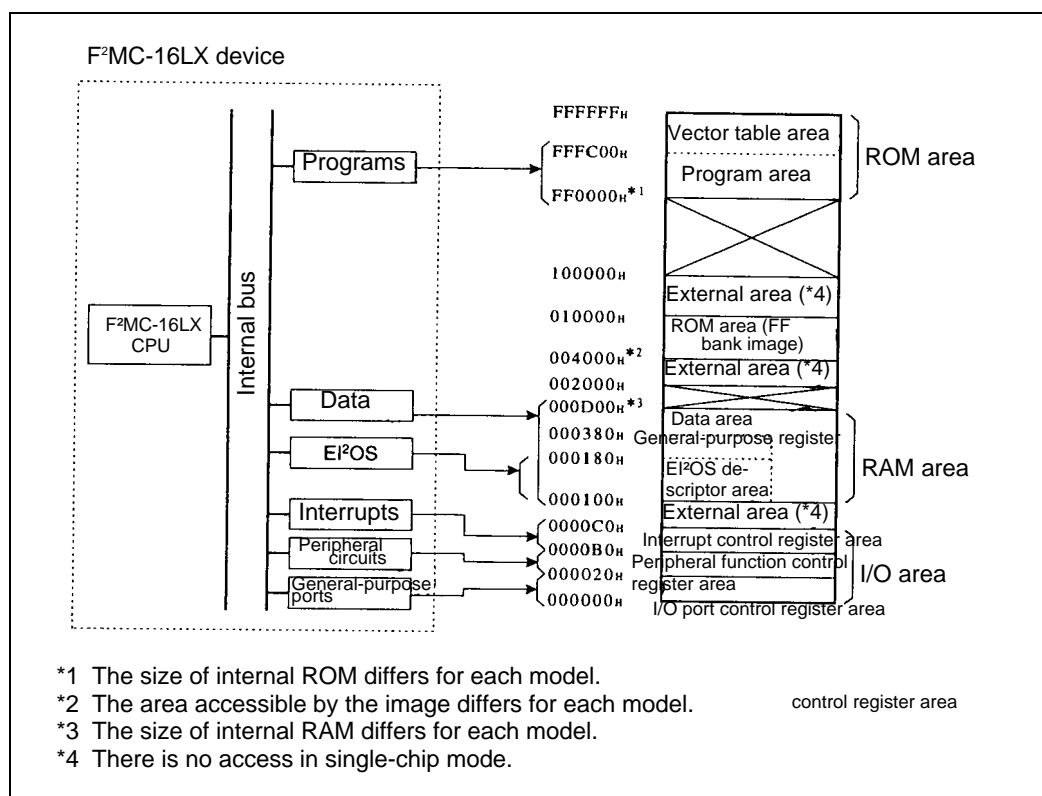 F²MC-16LX device
FFFFFFH
Vector table area
Programs
FFFC00H
ROM area
Program area
FF0000H*1
100000H
External area (*4)
Internal bus
F²MC-16LX
CPU
010000H
ROM area (FF
bank image)
004000H*2
External area (*4)
002000H
Data
000D00H*3
Data area
000380H
General-purpose register
EI²OS
000180H
RAM area
EI²OS de-
scriptor area
000100H
External area (*4)
Interrupts
0000C0H
Interrupt control register area
Peripheral
circuits
0000B0H
Peripheral function control
register area
I/O area
000020H
General-purpose
ports
000000H
I/O port control register area
*1 The size of internal ROM differs for each model.
*2 The area accessible by the image differs for each model.
control register area
*3 The size of internal RAM differs for each model.
*4 There is no access in single-chip mode.